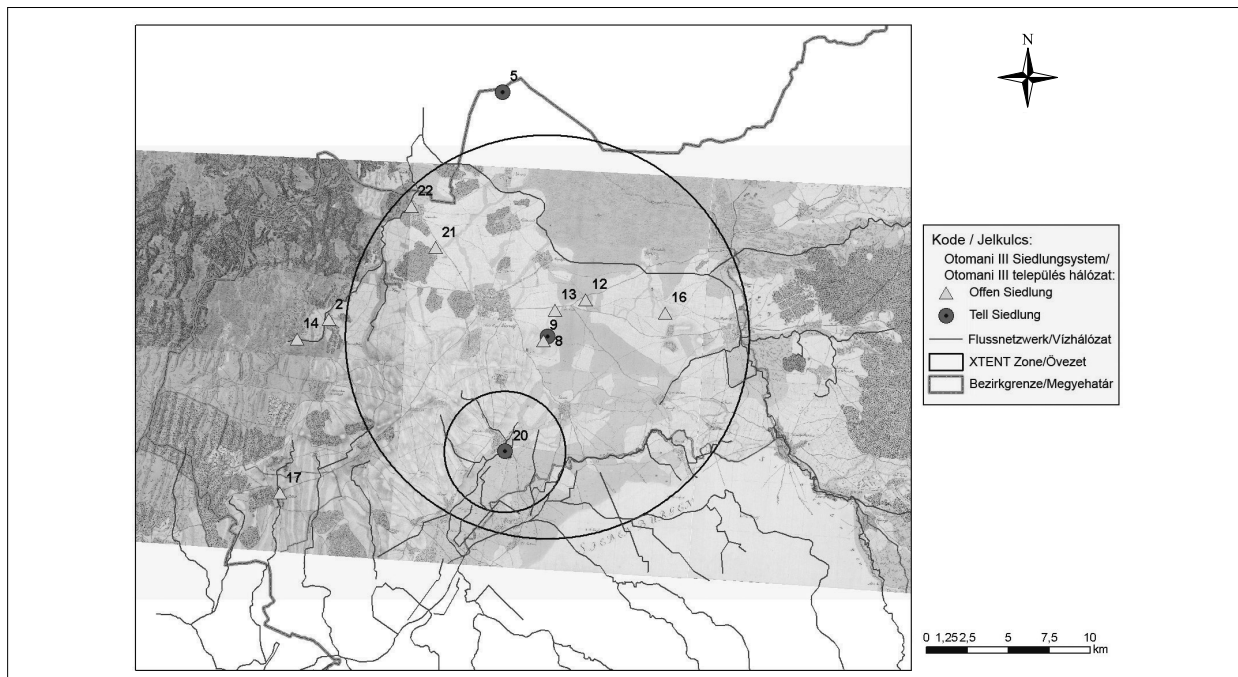 N
5
22
21
12
13
16
2
14
9
8
20
17
SZILÁGYSÁG
Kode / Jelkulcs:
Otomani III Siedlungsystem/
Otomani III település hálózat:
Offen Siedlung
Tell Siedlung
Flussnetzwerk/Vízhálózat
XTENT Zone/Övezet
Bezirkgrenze/Megyehatár
0 1,25 2,5 5 7,5 10
km